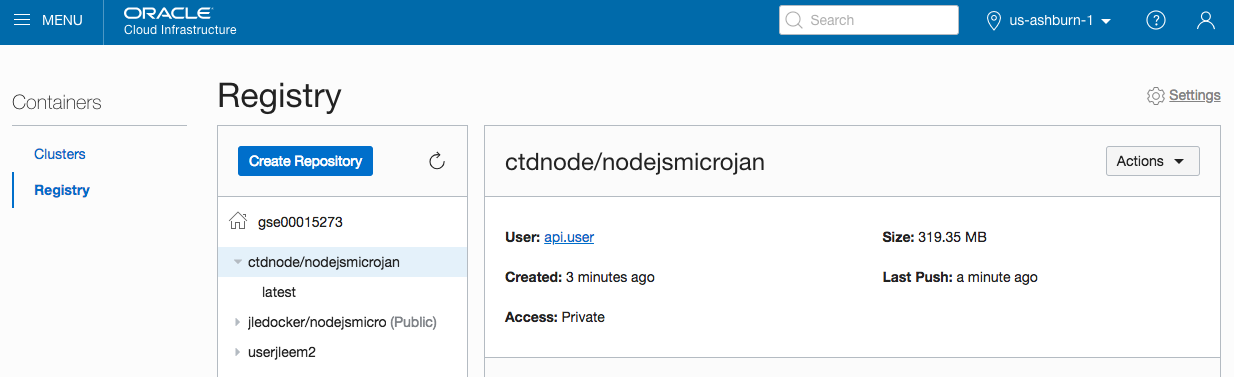 MENU
ORACLE
Cloud Infrastructure
Search
us-ashburn-1
Containers
Clusters
Registry
Registry
Settings
Create Repository
gse00015273
ctdnode/nodejsmicrojan
latest
jledocker/nodejsmicro (Public)
userjleem2
ctdnode/nodejsmicrojan
Actions
User: api.user
Size: 319.35 MB
Created: 3 minutes ago
Last Push: a minute ago
Access: Private